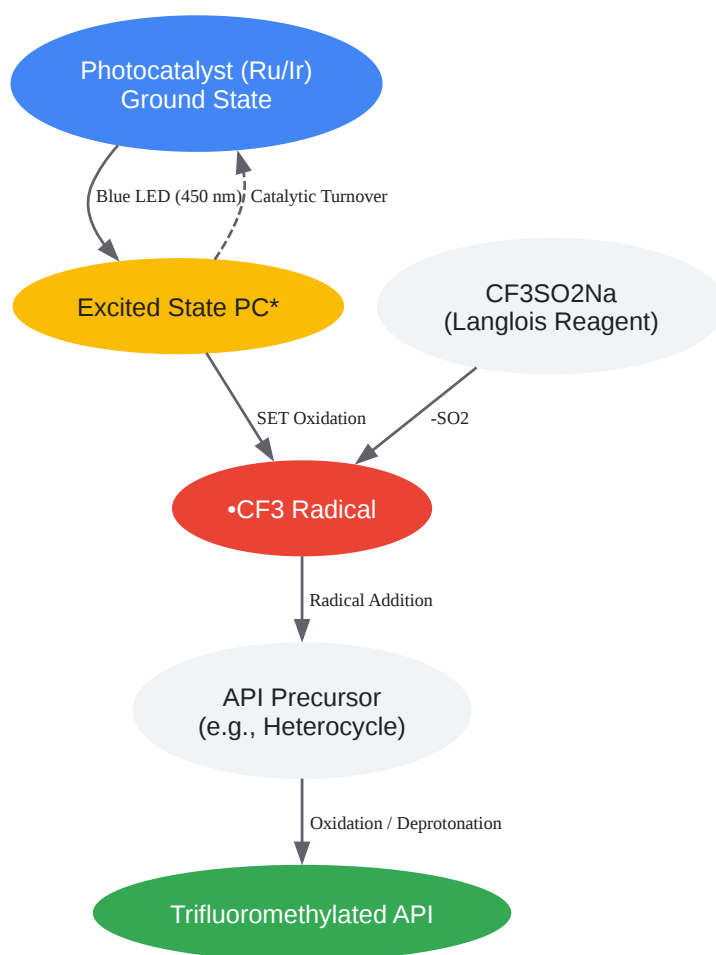 Photocatalyst (Ru/Ir)
Ground State
Blue LED (450 nm)
Catalytic Turnover
Excited State PC*
CF3SO2Na
(Langlois Reagent)
SET Oxidation
-SO2
•CF3 Radical
Radical Addition
API Precursor
(e.g., Heterocycle)
Oxidation / Deprotonation
Trifluoromethylated API